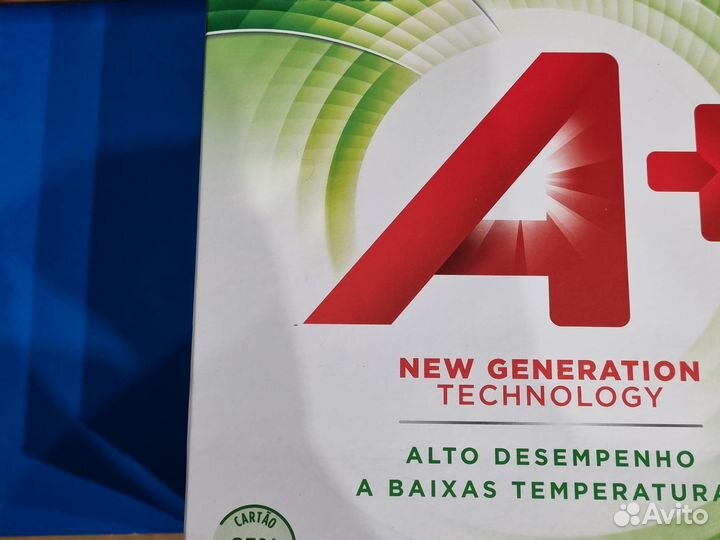 A+
NEW GENERATION
TECHNOLOGY
ALTO DESEMPENHO
A BAIXAS TEMPERATURA
CARTÃO
Avito